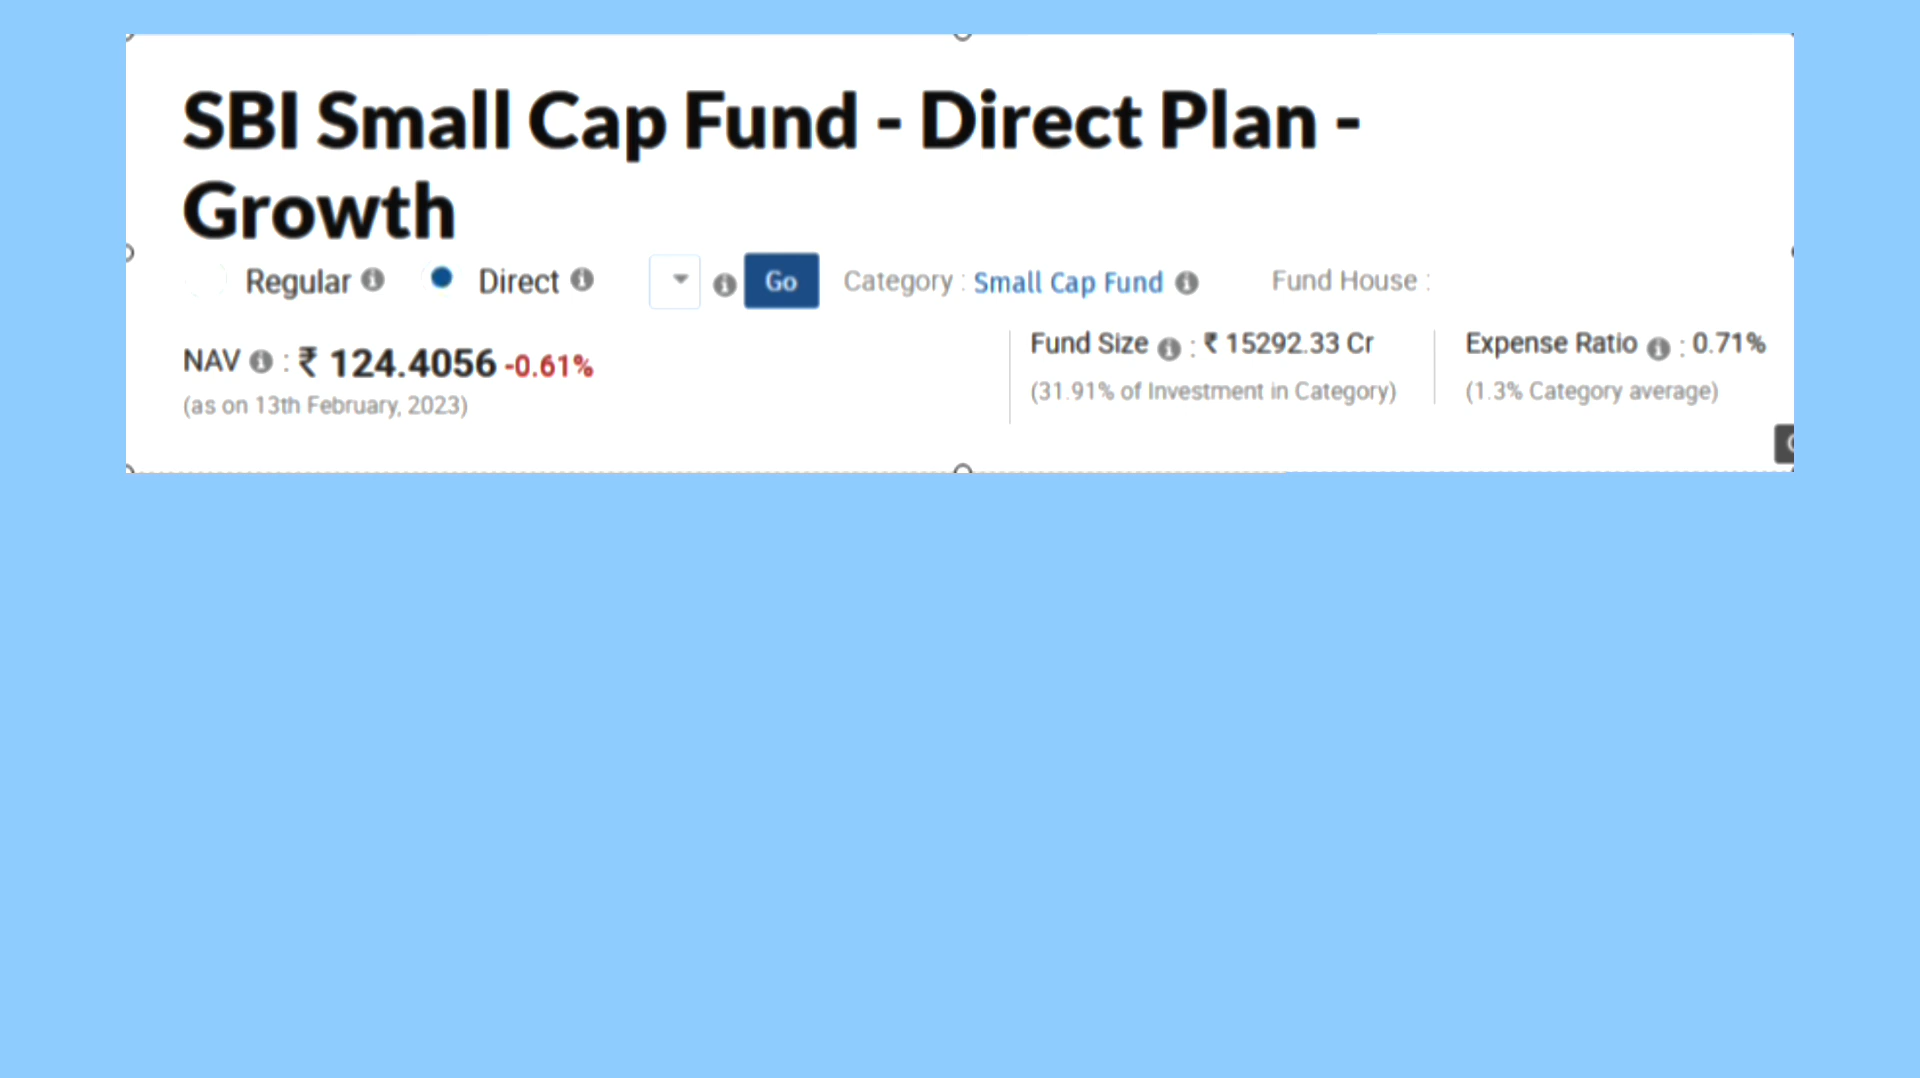 SBI Small Cap Fund - Direct Plan -
Growth
Regular Direct Go Category : Small Cap Fund Fund House :
NAV : ₹ 124.4056 -0.61%
(as on 13th February, 2023)
Fund Size : ₹ 15292.33 Cr
(31.91% of Investment in Category)
Expense Ratio : 0.71%
(1.3% Category average)